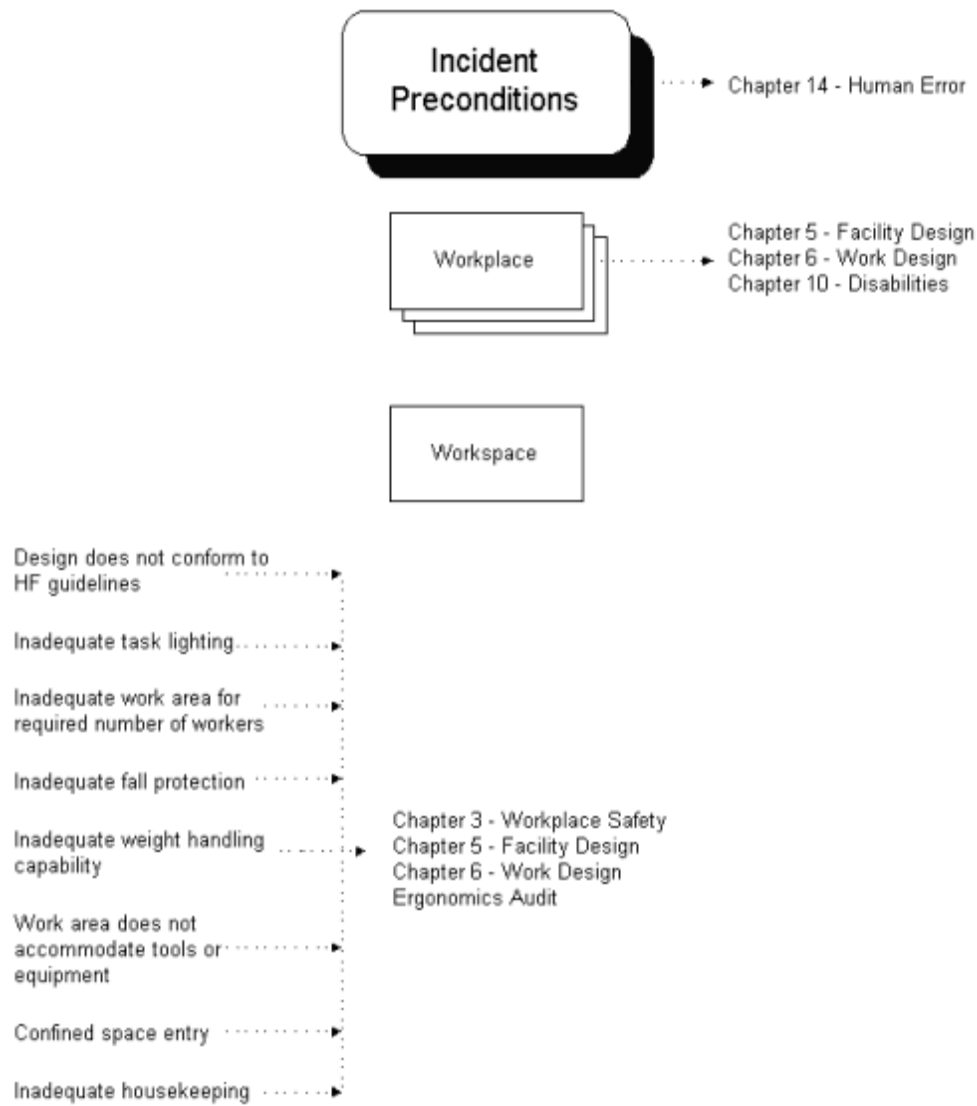 Incident
Preconditions
Chapter 14 - Human Error
Workplace
Chapter 5 - Facility Design
Chapter 6 - Work Design
Chapter 10 - Disabilities
Workspace
Design does not conform to
HF guidelines
Inadequate task lighting
Inadequate work area for
required number of workers
Inadequate fall protection
Inadequate weight handling
capability
Work area does not
accommodate tools or
equipment
Confined space entry
Inadequate housekeeping
Chapter 3 - Workplace Safety
Chapter 5 - Facility Design
Chapter 6 - Work Design
Ergonomics Audit